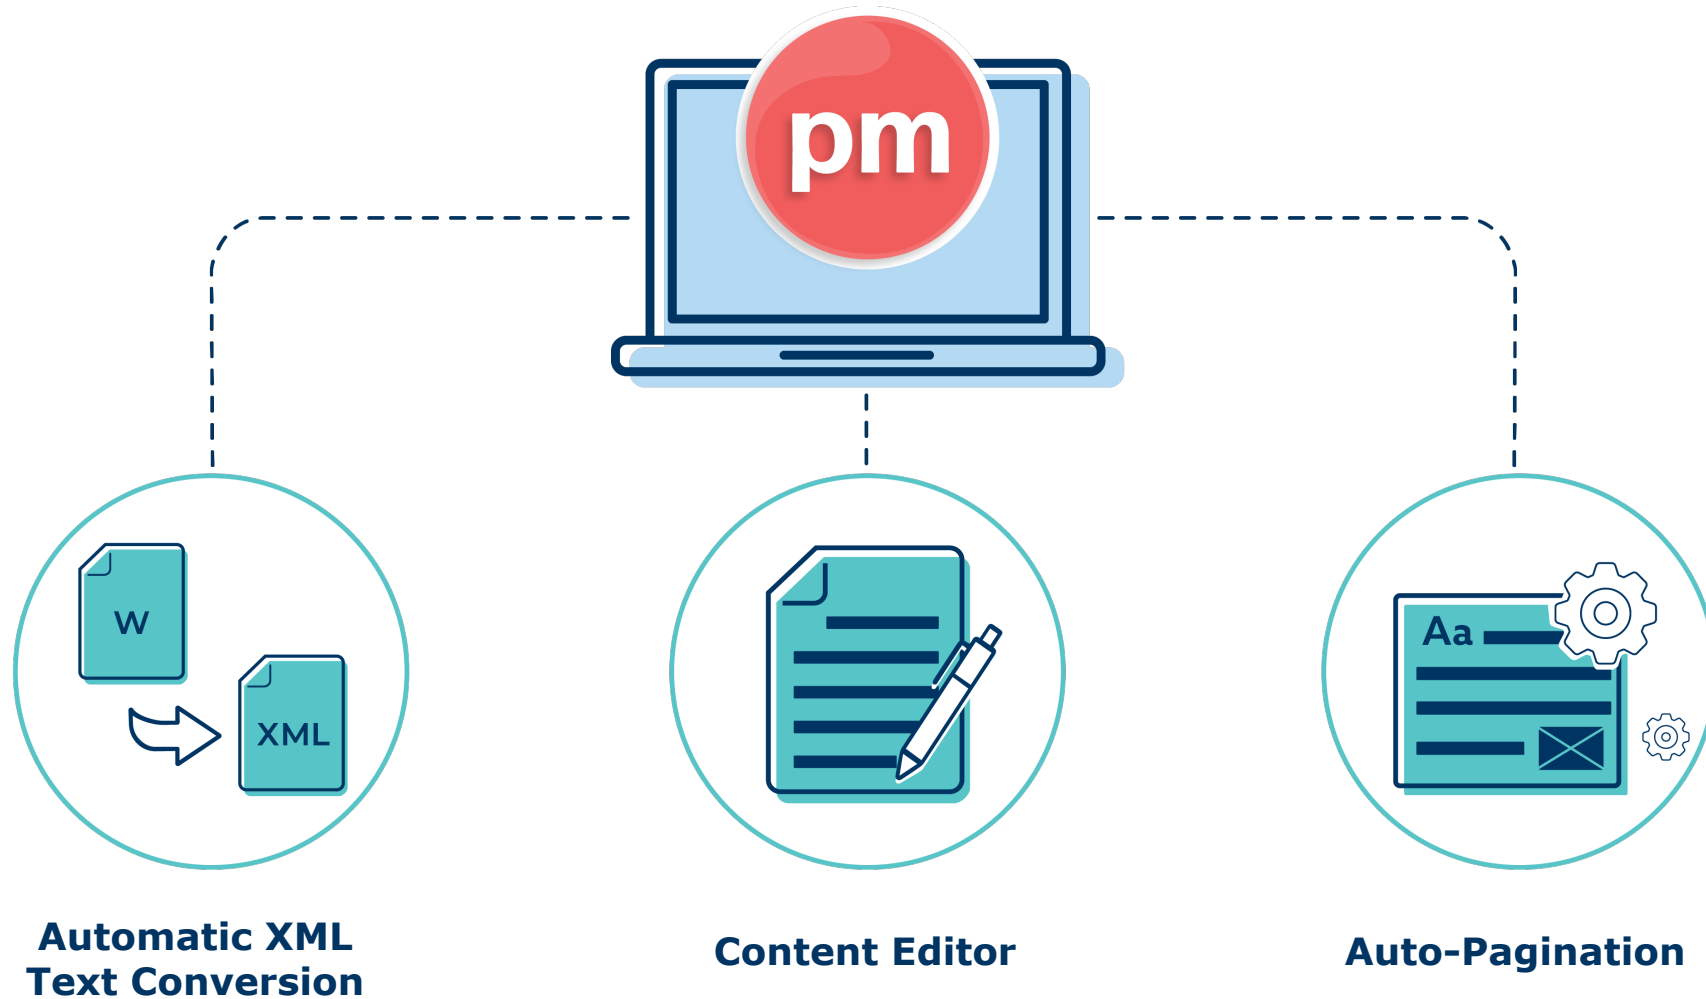 pm
W
XML
Aa
Automatic XML
Text Conversion
Content Editor
Auto-Pagination